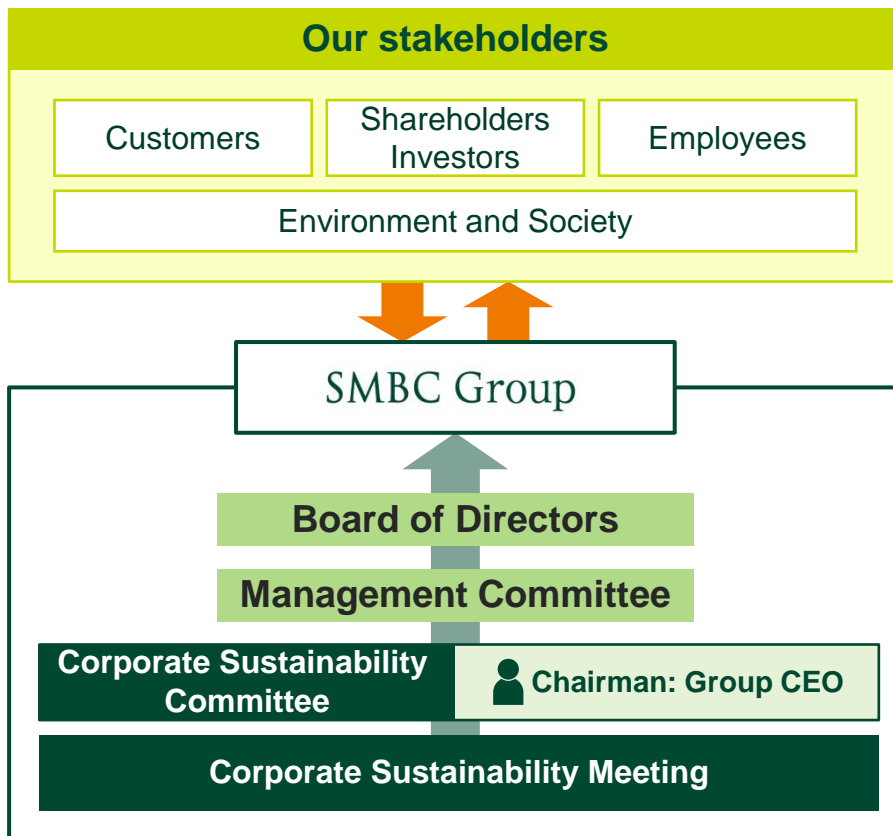 Our stakeholders
Customers
Shareholders
Investors
Employees
Environment and Society
SMBC Group
Board of Directors
Management Committee
Corporate Sustainability
Committee
Chairman: Group CEO
Corporate Sustainability Meeting